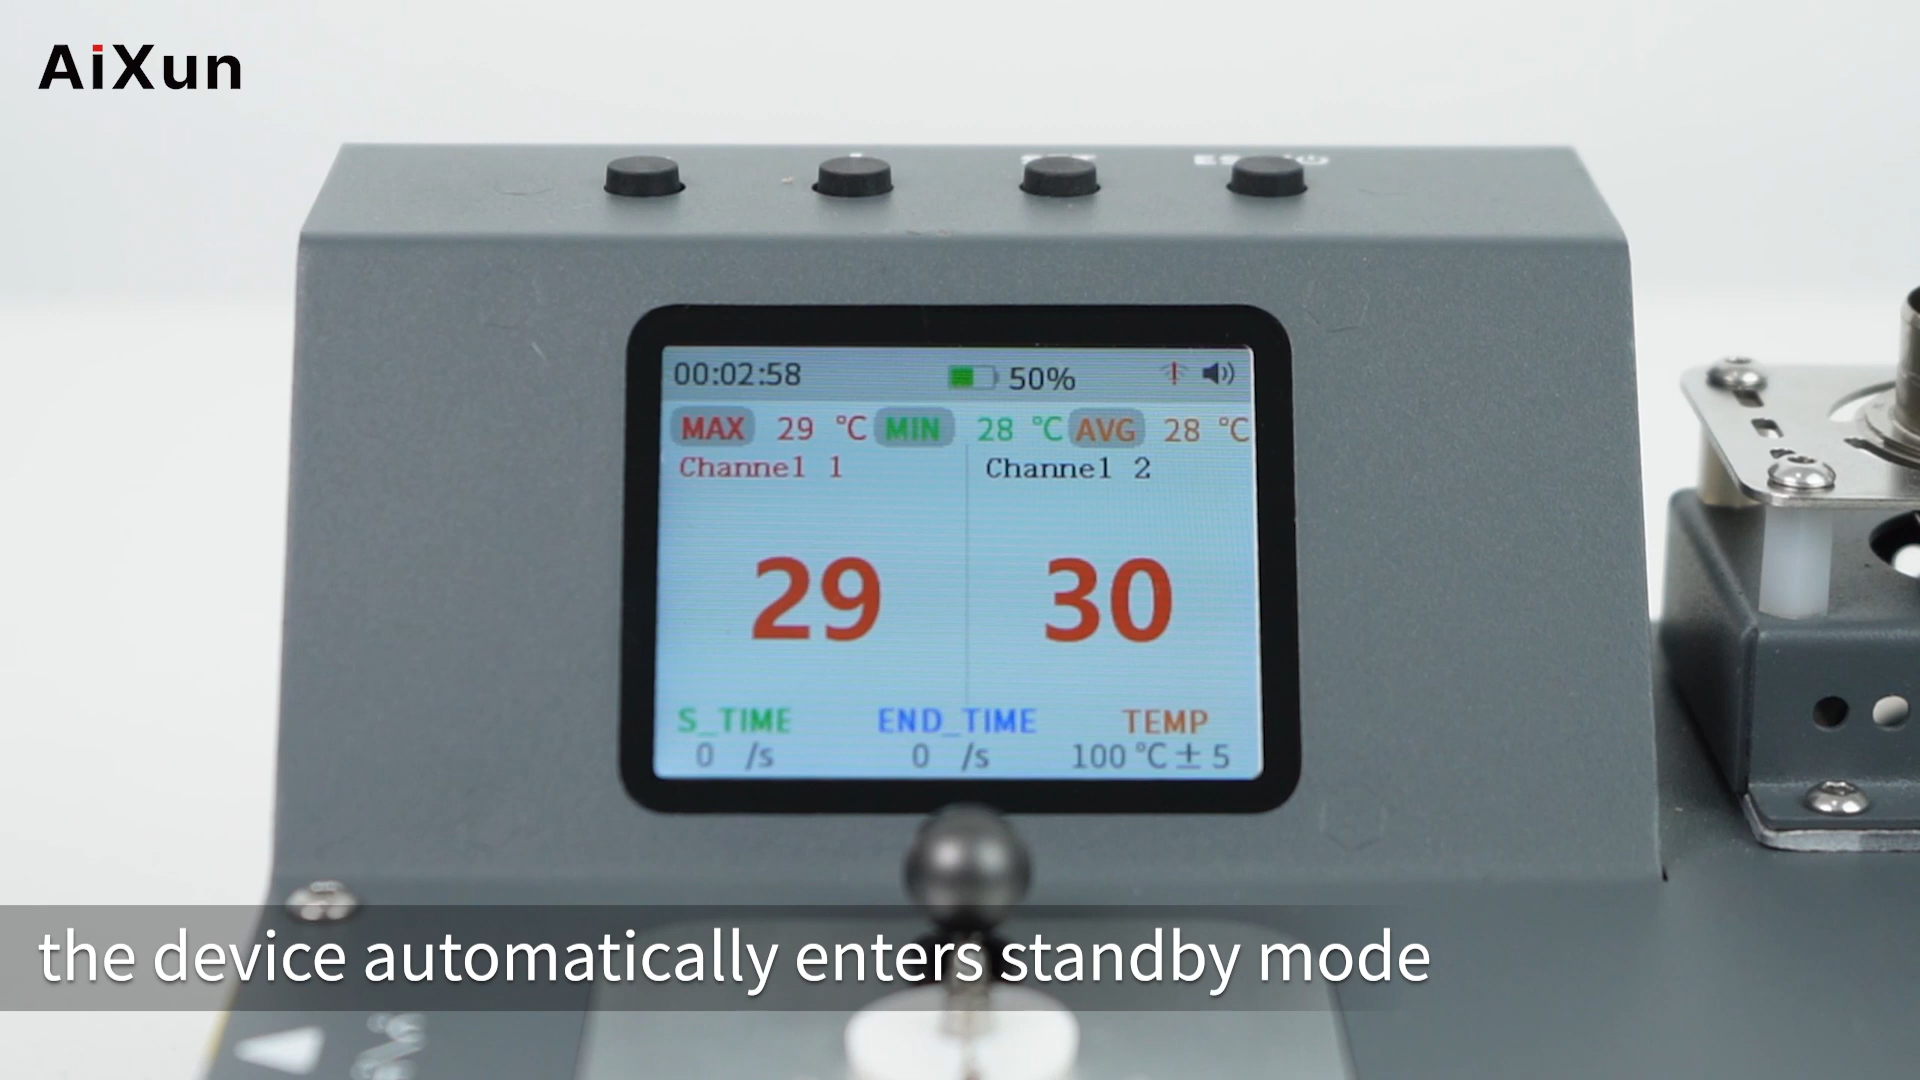 AiXun
00:02:58 50%
MAX 29 ℃ MIN 28 ℃ AVG 28 ℃
Channel 1 Channel 2
29 30
S_TIME END_TIME TEMP
0 /s 0 /s 100℃±5
the device automatically enters standby mode